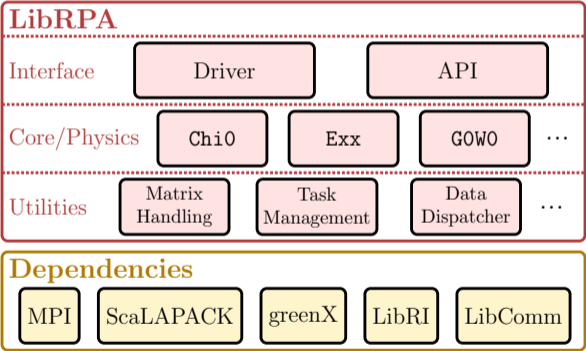 LibRPA
Interface Driver API
Core/Physics Chi0 Exx G0W0 ...
Utilities Matrix Handling Task Management Data Dispatcher ...
Dependencies
MPI ScaLAPACK greenX LibRI LibComm